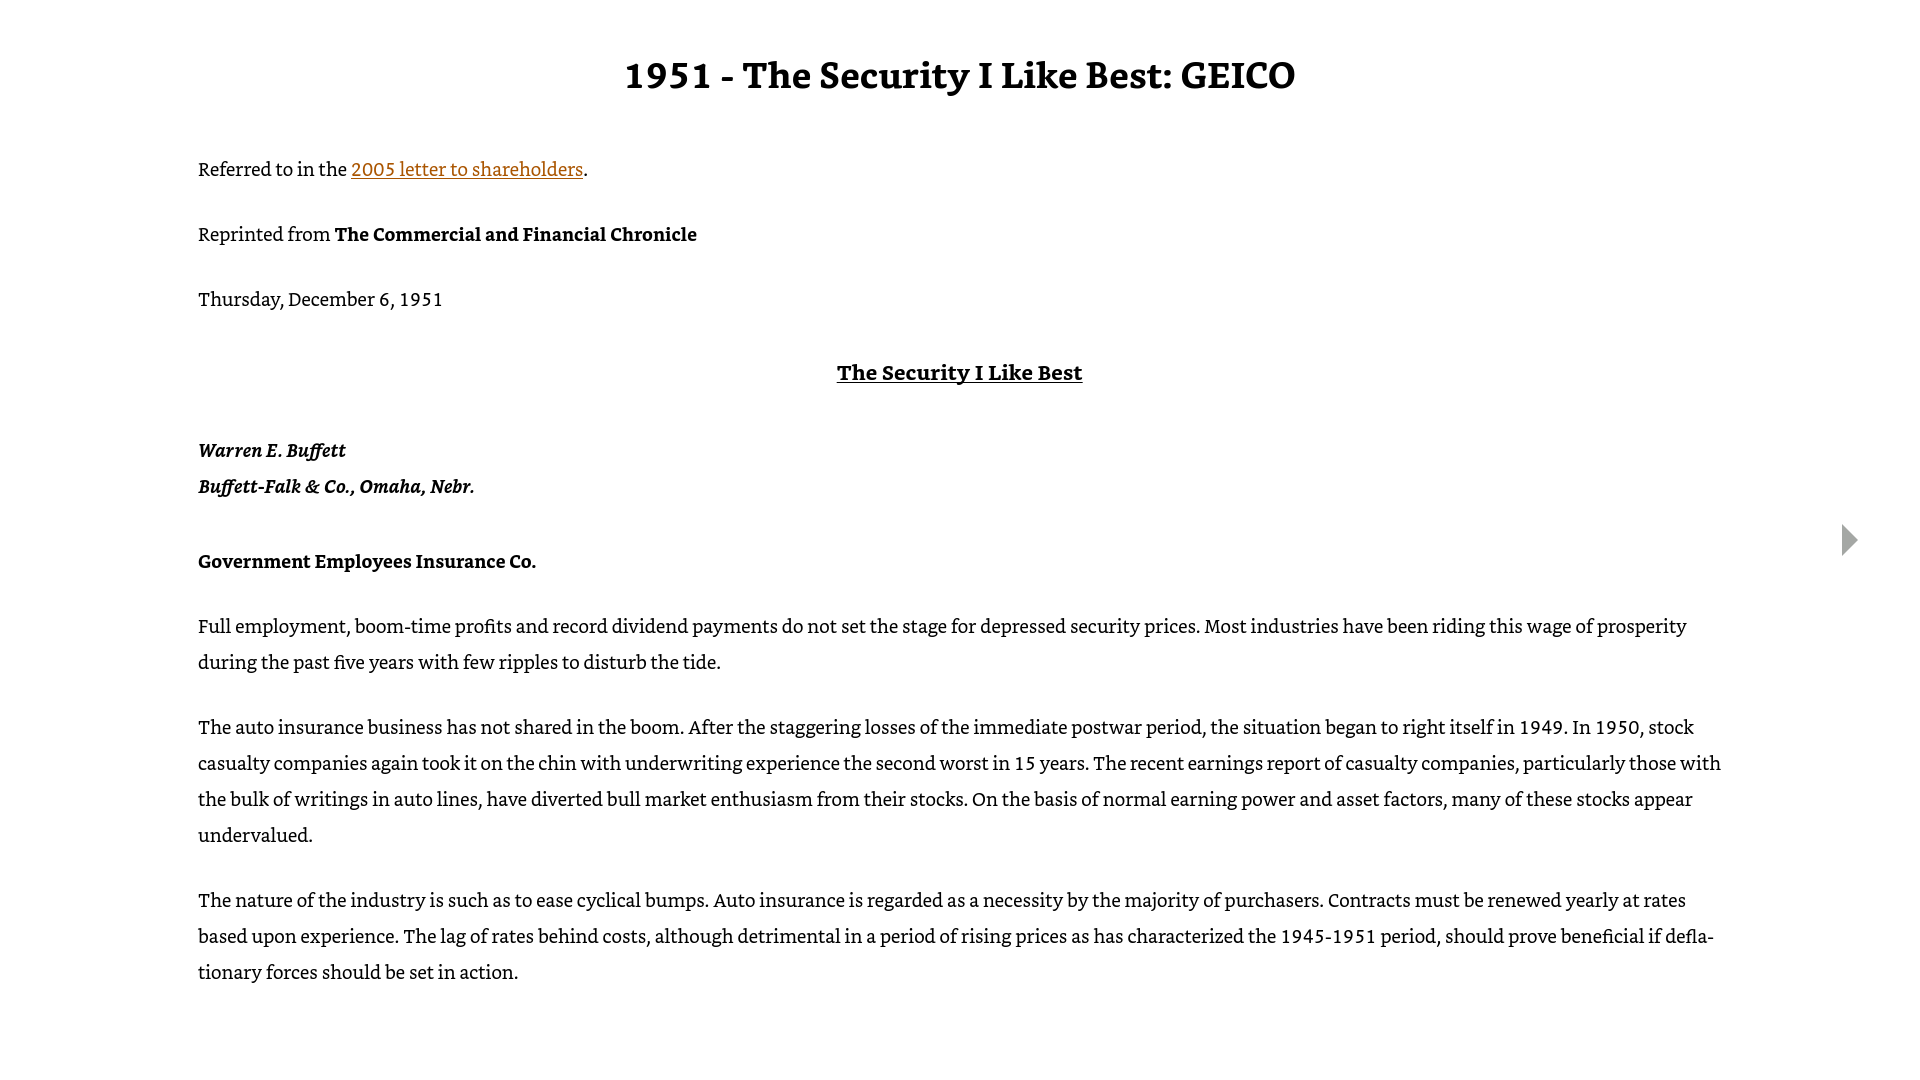 1951 - The Security I Like Best: GEICO
Referred to in the 2005 letter to shareholders.
Reprinted from The Commercial and Financial Chronicle
Thursday, December 6, 1951
The Security I Like Best
Warren E. Buffett
Buffett-Falk & Co., Omaha, Nebr.
Government Employees Insurance Co.
Full employment, boom-time profits and record dividend payments do not set the stage for depressed security prices. Most industries have been riding this wage of prosperity
during the past five years with few ripples to disturb the tide.
The auto insurance business has not shared in the boom. After the staggering losses of the immediate postwar period, the situation began to right itself in 1949. In 1950, stock
casualty companies again took it on the chin with underwriting experience the second worst in 15 years. The recent earnings report of casualty companies, particularly those with
the bulk of writings in auto lines, have diverted bull market enthusiasm from their stocks. On the basis of normal earning power and asset factors, many of these stocks appear
undervalued.
The nature of the industry is such as to ease cyclical bumps. Auto insurance is regarded as a necessity by the majority of purchasers. Contracts must be renewed yearly at rates
based upon experience. The lag of rates behind costs, although detrimental in a period of rising prices as has characterized the 1945-1951 period, should prove beneficial if defla-
tionary forces should be set in action.